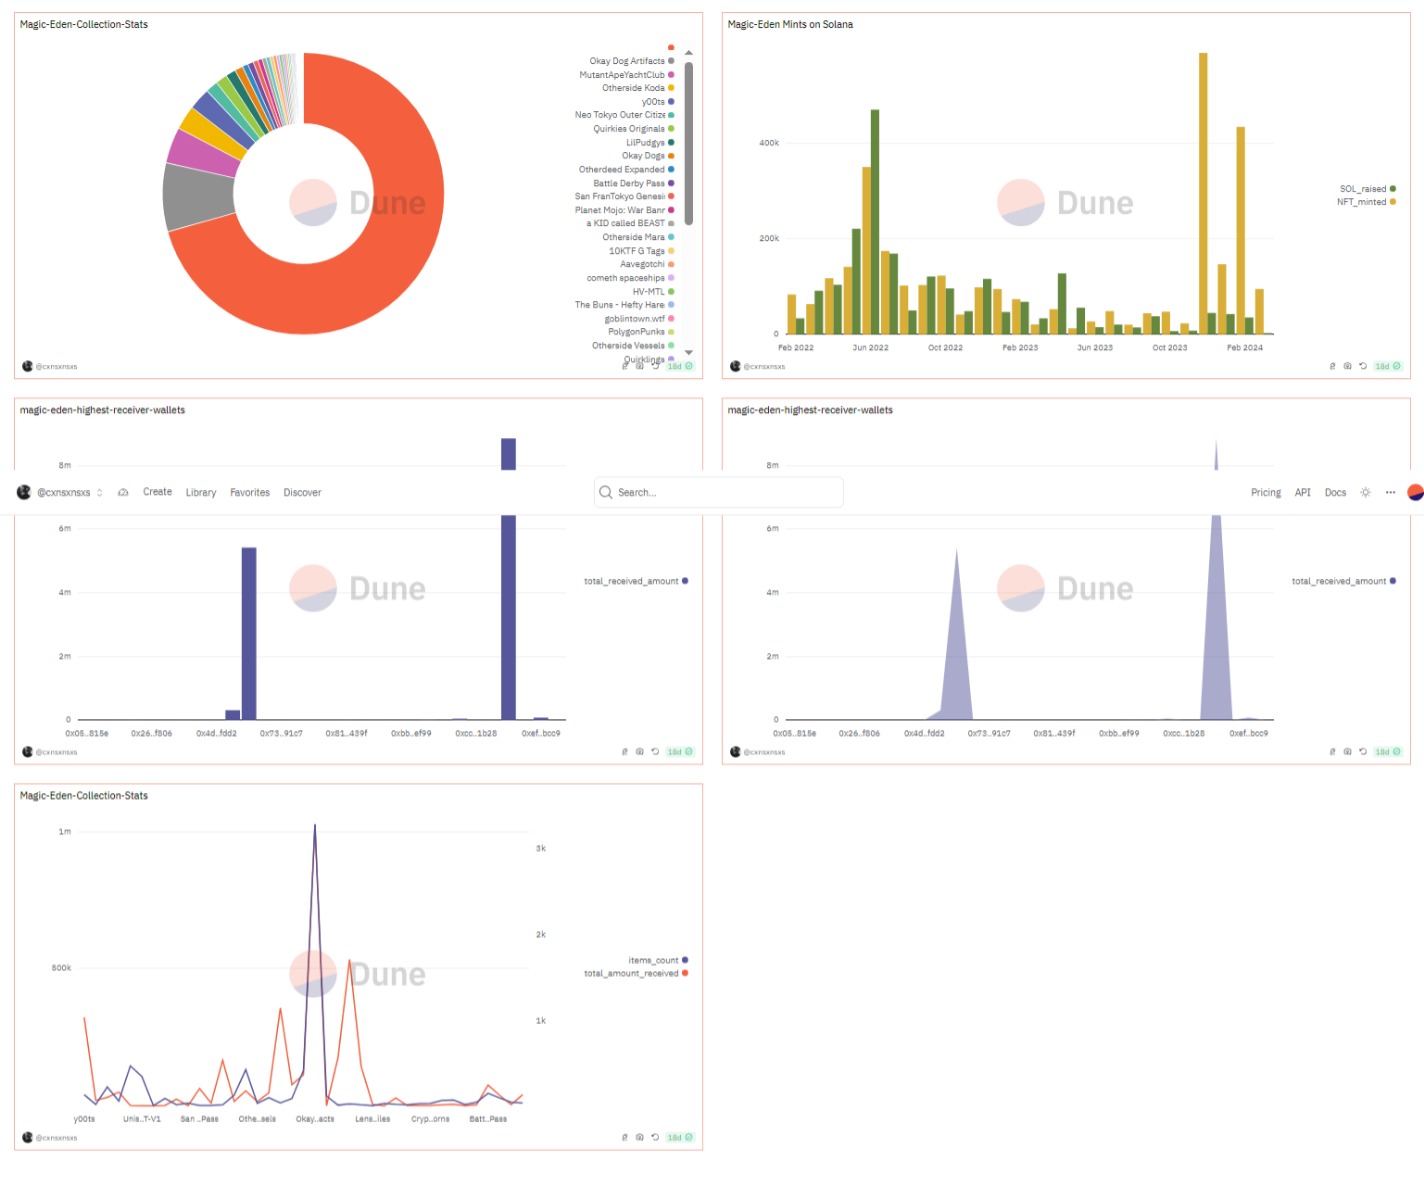 Magic-Eden-Collection-Stats
Okay Dog Artifacts
MutantApeYachtClub
Otherside Koda
y00ts
Neo Tokyo Outer Citize
Quirkies Originals
LilPudgys
Okay Dogs
Otherdeed Expanded
Battle Derby Pass
San FranTokyo Genesis
Planet Mojo: War Banr
a KID called BEAST
Otherside Mara
10KTF G Tags
Aavegotchi
cometh spaceships
HV-MTL
The Buns - Hefty Hare
goblintown.wtf
PolygonPunks
Otherside Vessels
Quirklings
Dune
@cxnsxnsxs
18d
Magic-Eden Mints on Solana
400k
200k
0
Feb 2022 Jun 2022 Oct 2022 Feb 2023 Jun 2023 Oct 2023 Feb 2024
SOL_raised
NFT_minted
Dune
@cxnsxnsxs
18d
magic-eden-highest-receiver-wallets
8m
magic-eden-highest-receiver-wallets
8m
@cxnsxnsxs Create Library Favorites Discover Search... Pricing API Docs
6m
4m
2m
0
0x05..815e 0x26..f806 0x4d..fdd2 0x73..91c7 0x81..439f 0xbb..ef99 0xcc..1b28 0xef..bcc9
total_received_amount
Dune
@cxnsxnsxs
18d
6m
4m
2m
0
0x05..815e 0x26..f806 0x4d..fdd2 0x73..91c7 0x81..439f 0xbb..ef99 0xcc..1b28 0xef..bcc9
total_received_amount
Dune
@cxnsxnsxs
18d
Magic-Eden-Collection-Stats
1m
500k
3k
2k
1k
y00ts Unis..T-V1 San ..Pass Othe..sels Okay..acts Lens..iles Cryp..orns Batt..Pass
items_count
total_amount_received
Dune
@cxnsxnsxs
18d